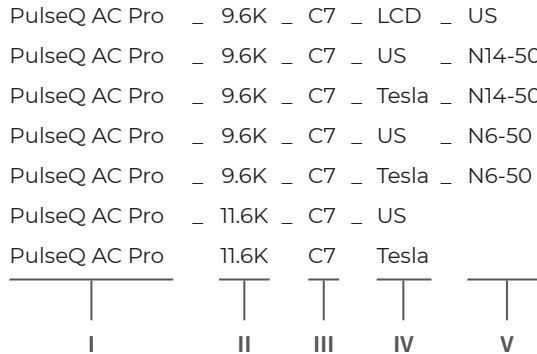 PulseQ AC Pro _ 9.6K _ C7 _ LCD _ US
PulseQ AC Pro _ 9.6K _ C7 _ US _ N14-50
PulseQ AC Pro _ 9.6K _ C7 _ Tesla _ N14-50
PulseQ AC Pro _ 9.6K _ C7 _ US _ N6-50
PulseQ AC Pro _ 9.6K _ C7 _ Tesla _ N6-50
PulseQ AC Pro _ 11.6K _ C7 _ US
PulseQ AC Pro 11.6K C7 Tesla
I II III IV V